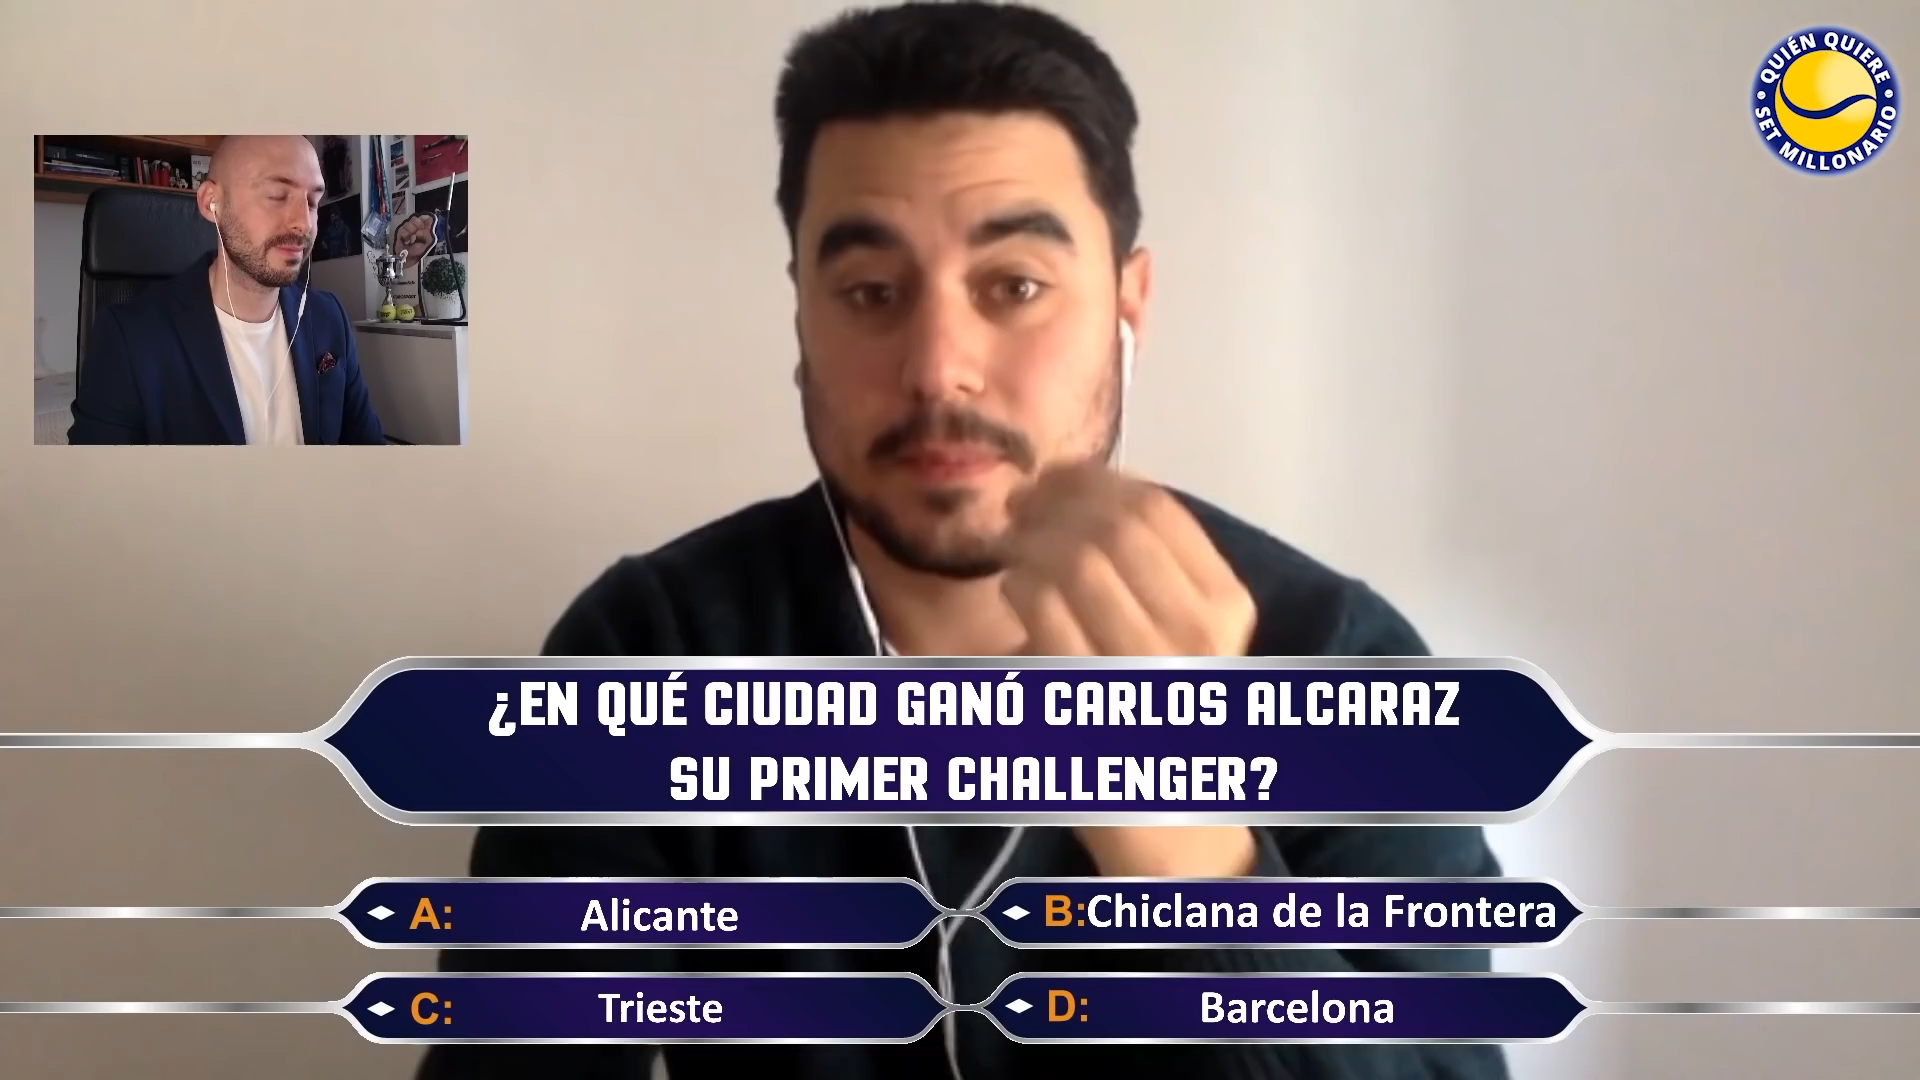 QUIÉN QUIERE
SET MILLONARIO
¿EN QUÉ CIUDAD GANÓ CARLOS ALCARAZ
SU PRIMER CHALLENGER?
A: Alicante
B: Chiclana de la Frontera
C: Trieste
D: Barcelona